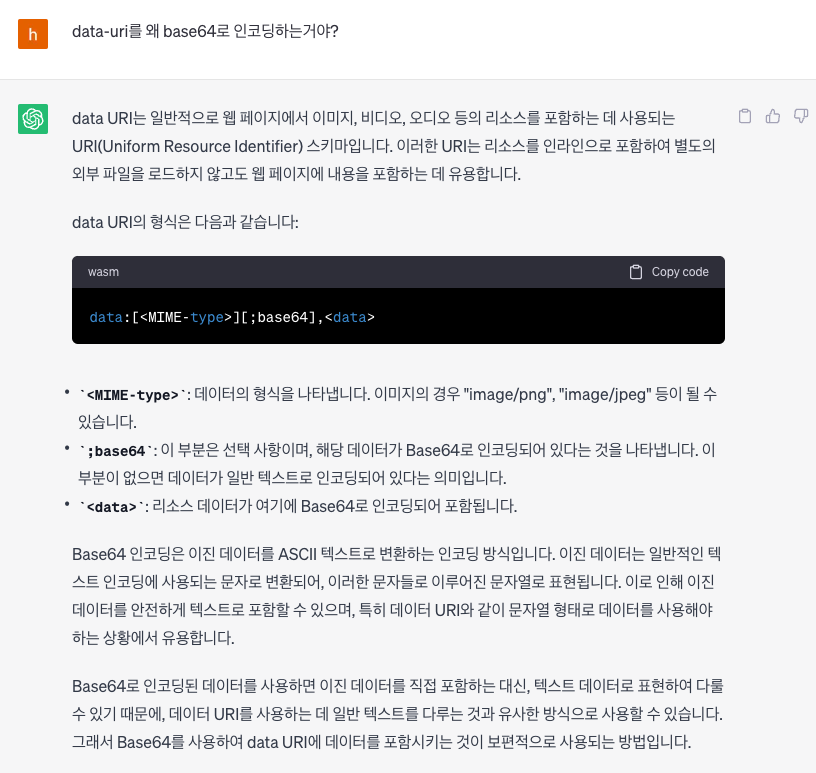 h
data-uri를 왜 base64로 인코딩하는거야?
data URI는 일반적으로 웹 페이지에서 이미지, 비디오, 오디오 등의 리소스를 포함하는 데 사용되는
URI(Uniform Resource Identifier) 스키마입니다. 이러한 URI는 리소스를 인라인으로 포함하여 별도의
외부 파일을 로드하지 않고도 웹 페이지에 내용을 포함하는 데 유용합니다.
data URI의 형식은 다음과 같습니다:
wasm
Copy code
data:[<MIME-type>][;base64],<data>
• `<MIME-type>`: 데이터의 형식을 나타냅니다. 이미지의 경우 "image/png", "image/jpeg" 등이 될 수
있습니다.
• `;base64`: 이 부분은 선택 사항이며, 해당 데이터가 Base64로 인코딩되어 있다는 것을 나타냅니다. 이
부분이 없으면 데이터가 일반 텍스트로 인코딩되어 있다는 의미입니다.
• `<data>`: 리소스 데이터가 여기에 Base64로 인코딩되어 포함됩니다.
Base64 인코딩은 이진 데이터를 ASCII 텍스트로 변환하는 인코딩 방식입니다. 이진 데이터는 일반적인 텍
스트 인코딩에 사용되는 문자로 변환되어, 이러한 문자들로 이루어진 문자열로 표현됩니다. 이로 인해 이진
데이터를 안전하게 텍스트로 포함할 수 있으며, 특히 데이터 URI와 같이 문자열 형태로 데이터를 사용해야
하는 상황에서 유용합니다.
Base64로 인코딩된 데이터를 사용하면 이진 데이터를 직접 포함하는 대신, 텍스트 데이터로 표현하여 다룰
수 있기 때문에, 데이터 URI를 사용하는 데 일반 텍스트를 다루는 것과 유사한 방식으로 사용할 수 있습니다.
그래서 Base64를 사용하여 data URI에 데이터를 포함시키는 것이 보편적으로 사용되는 방법입니다.